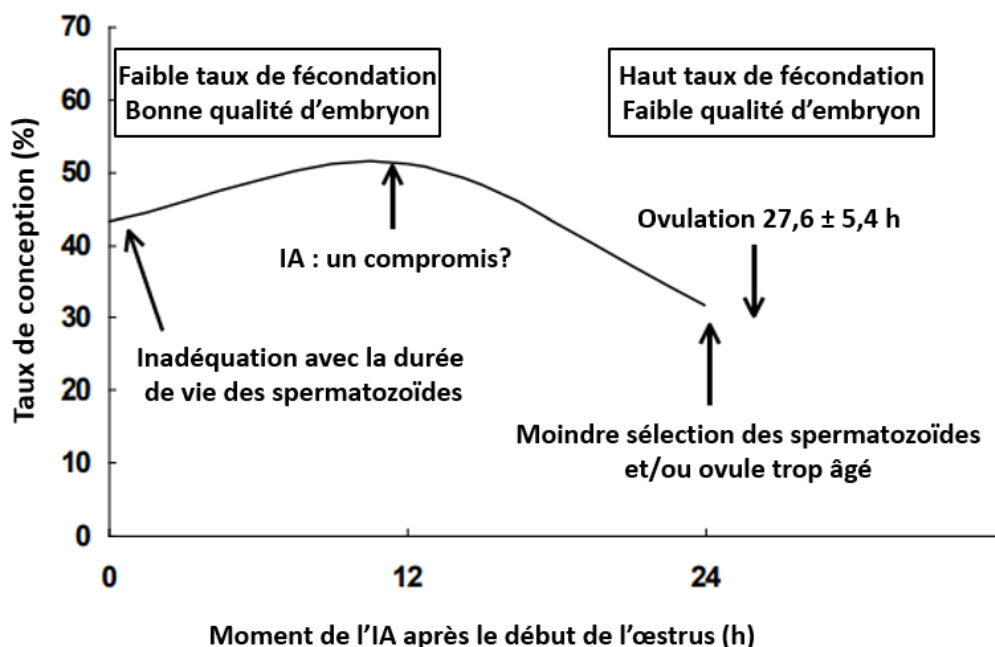 70
60
50
40
30
20
10
0
Taux de conception (%)
Faible taux de fécondation
Bonne qualité d'embryon
Haut taux de fécondation
Faible qualité d'embryon
Ovulation 27,6 ± 5,4 h
IA : un compromis?
Inadéquation avec la durée
de vie des spermatozoïdes
Moindre sélection des spermatozoïdes
et/ou ovule trop âgé
0 12 24
Moment de l'IA après le début de l'œstrus (h)